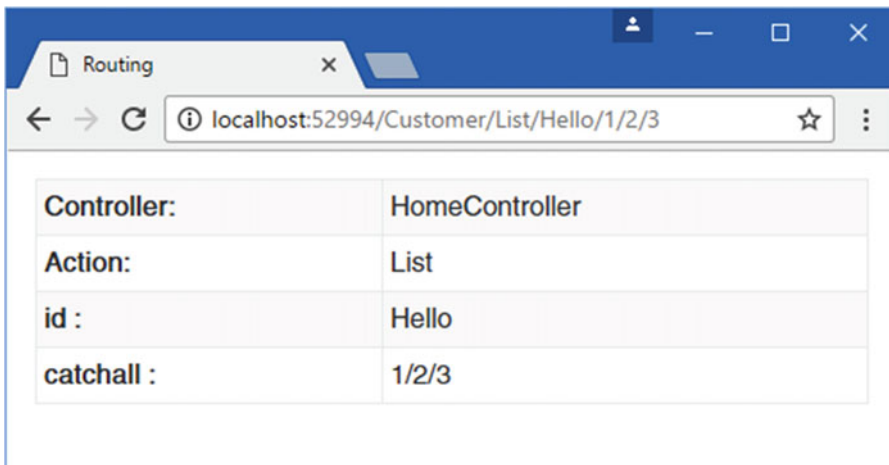 Routing
localhost:52994/Customer/List/Hello/1/2/3
Controller: HomeController
Action: List
id : Hello
catchall : 1/2/3